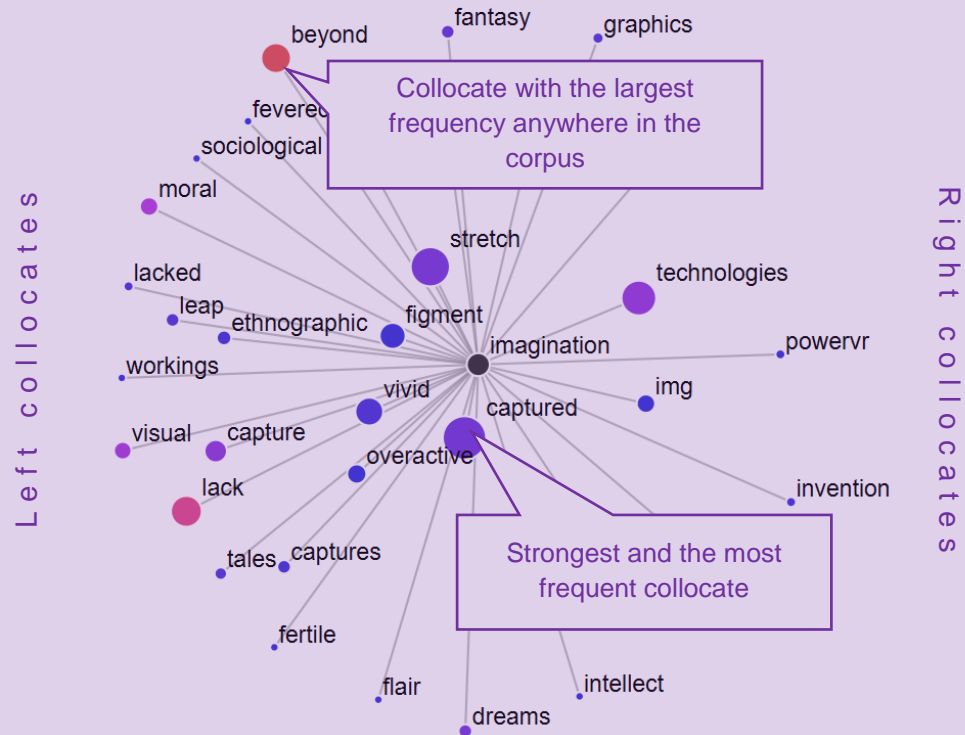 fantasy
graphics
beyond
Collocate with the largest
frequency anywhere in the
corpus
fevered
sociological
moral
Left collocates
Right collocates
stretch
technologies
lacked
leap
ethnographic
figment
imagination
powervr
workings
vivid
img
captured
visual
capture
overactive
lack
invention
Strongest and the most
frequent collocate
tales
captures
fertile
flair
intellect
dreams